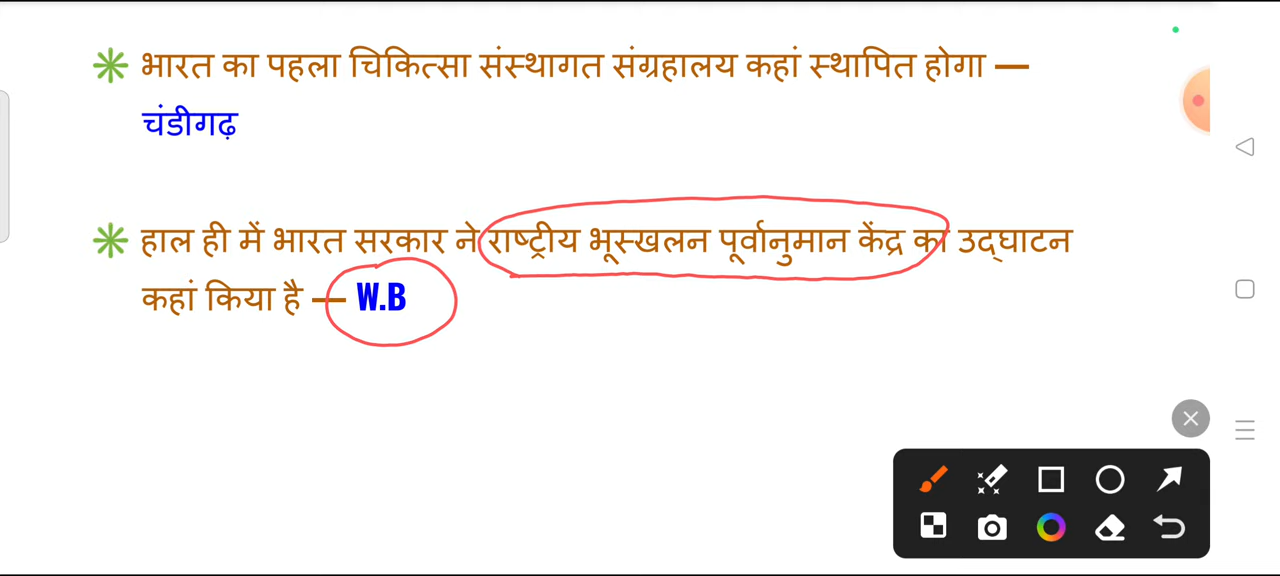 भारत का पहला चिकित्सा संस्थागत संग्रहालय कहां स्थापित होगा —
चंडीगढ़
हाल ही में भारत सरकार ने राष्ट्रीय भूस्खलन पूर्वानुमान केंद्र का उद्घाटन
कहां किया है — W.B